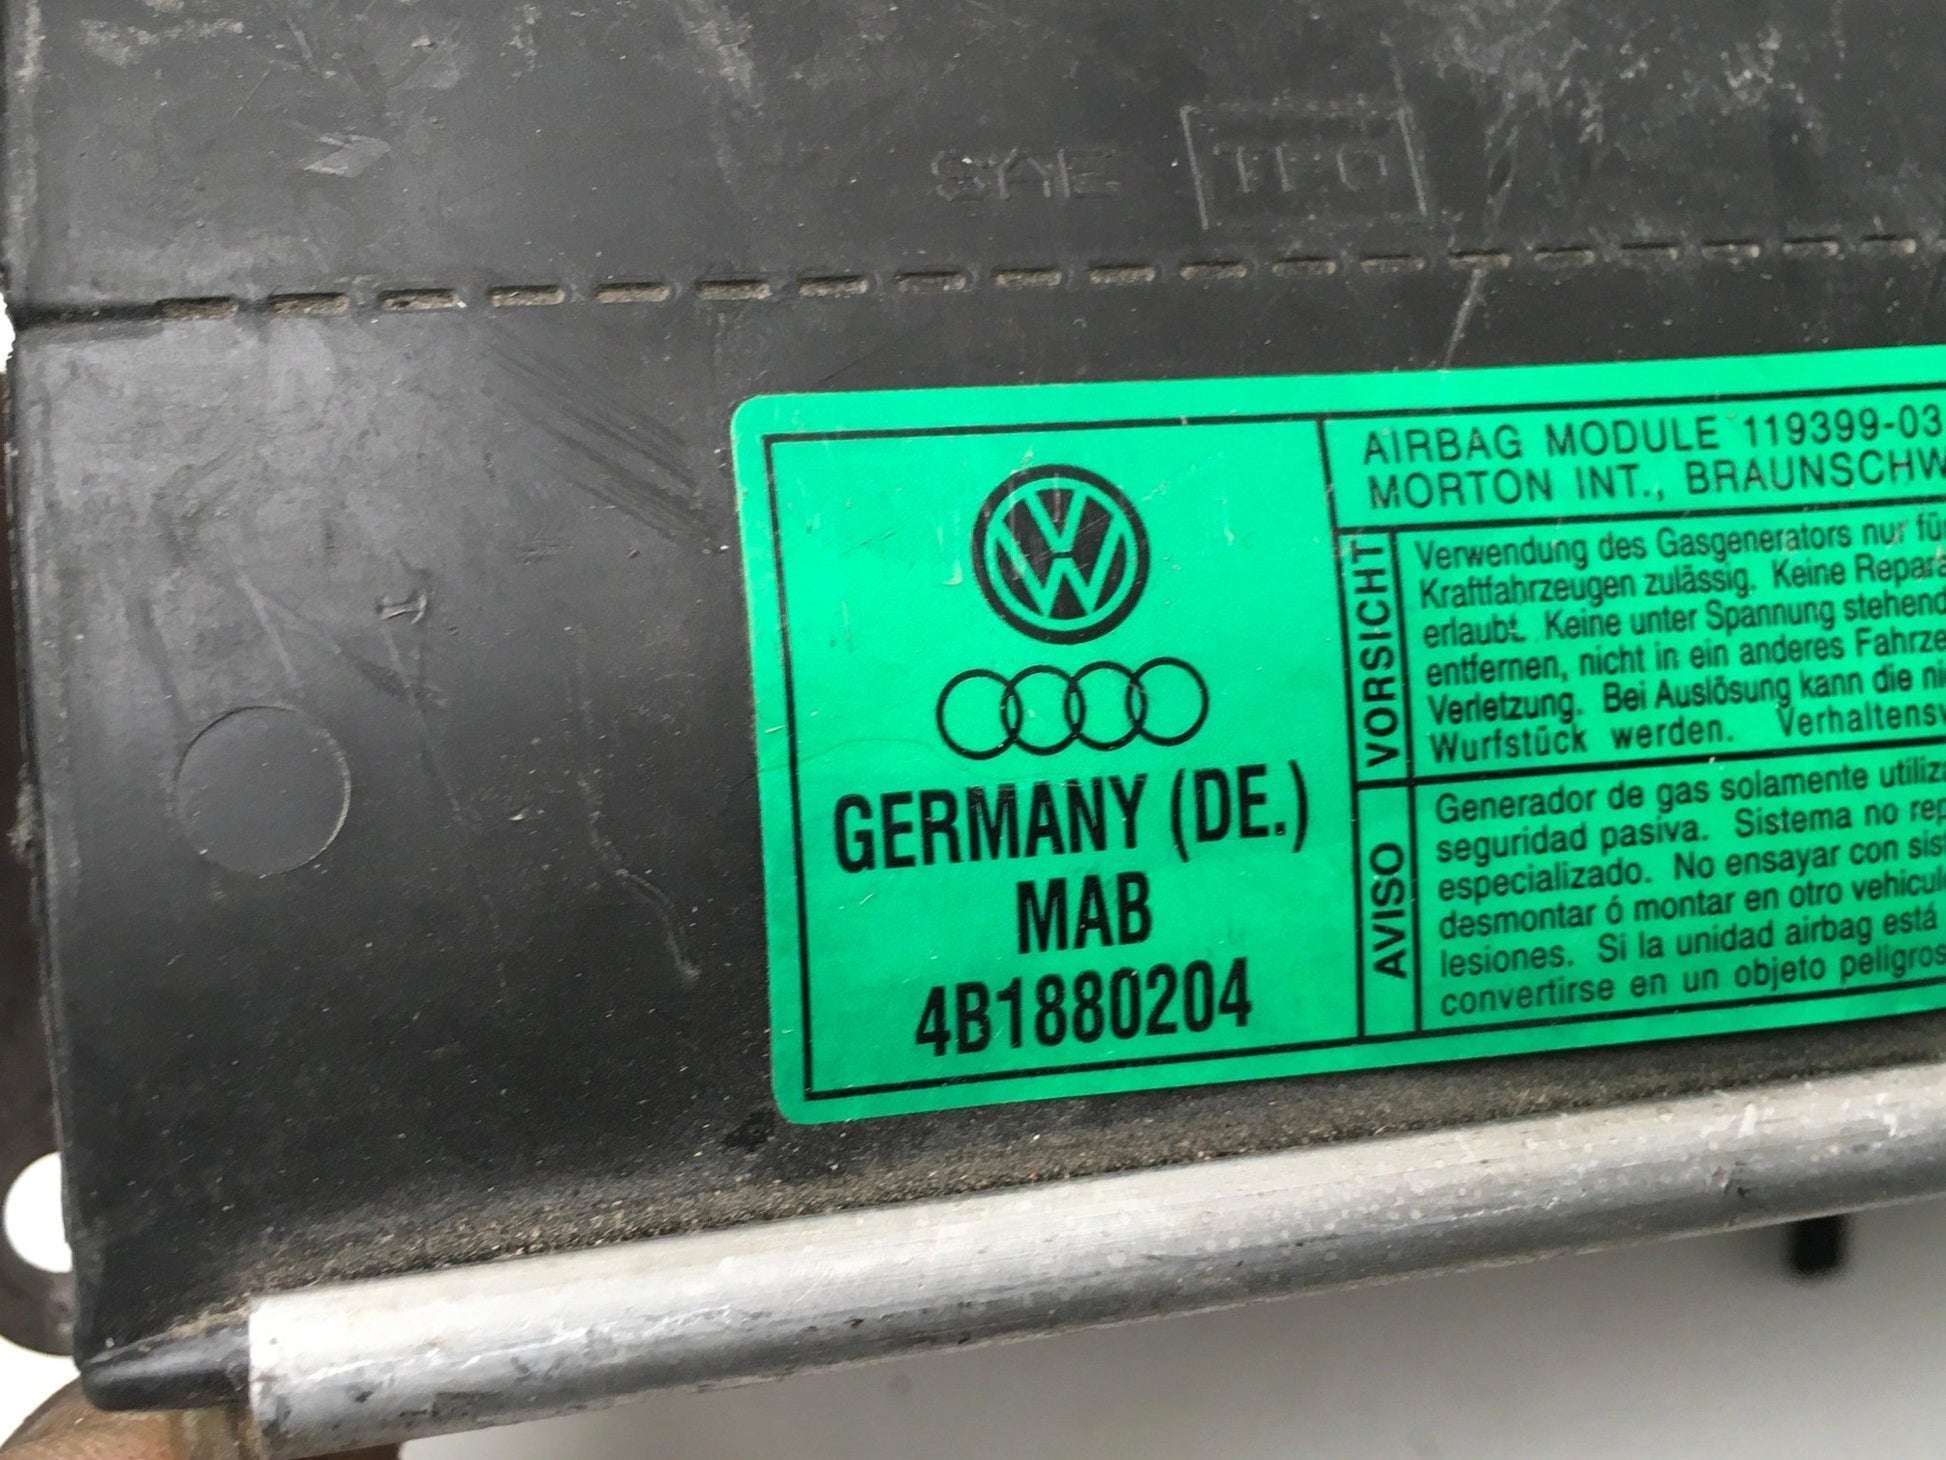 SAE
GERMANY (DE.)
MAB
4B1880204
AIRBAG MODULE 119399-03
MORTON INT., BRAUNSCHW
VORSICHT
Verwendung des Gasgenerators nur für
Kraftfahrzeugen zulässig. Keine Repara
erlaubt. Keine unter Spannung stehend
entfernen, nicht in ein anderes Fahrze
Verletzung. Bei Auslösung kann die ni
Wurfstück werden. Verhaltensv
AVISO
Generador de gas solamente utiliza
seguridad pasiva. Sistema no rep
especializado. No ensayar con sist
desmontar ó montar en otro vehicul
lesiones. Si la unidad airbag está
convertirse en un objeto peligros